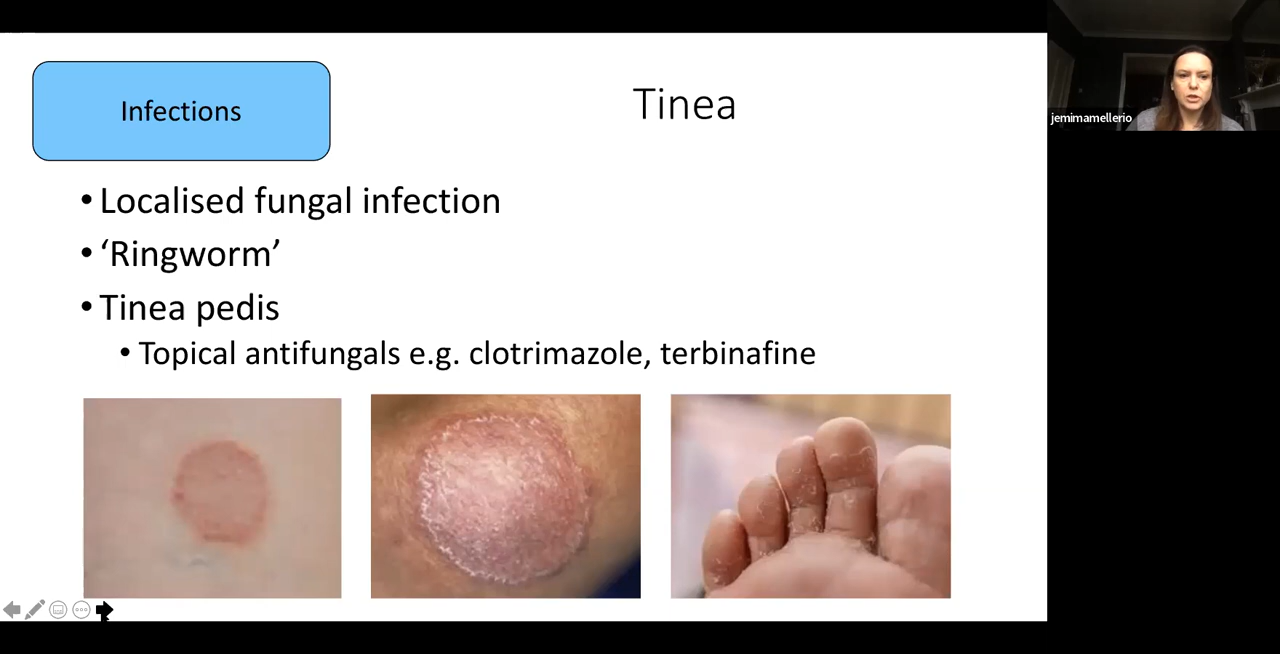 Infections
Tinea
• Localised fungal infection
• ‘Ringworm’
• Tinea pedis
• Topical antifungals e.g. clotrimazole, terbinafine
jemimamellerio